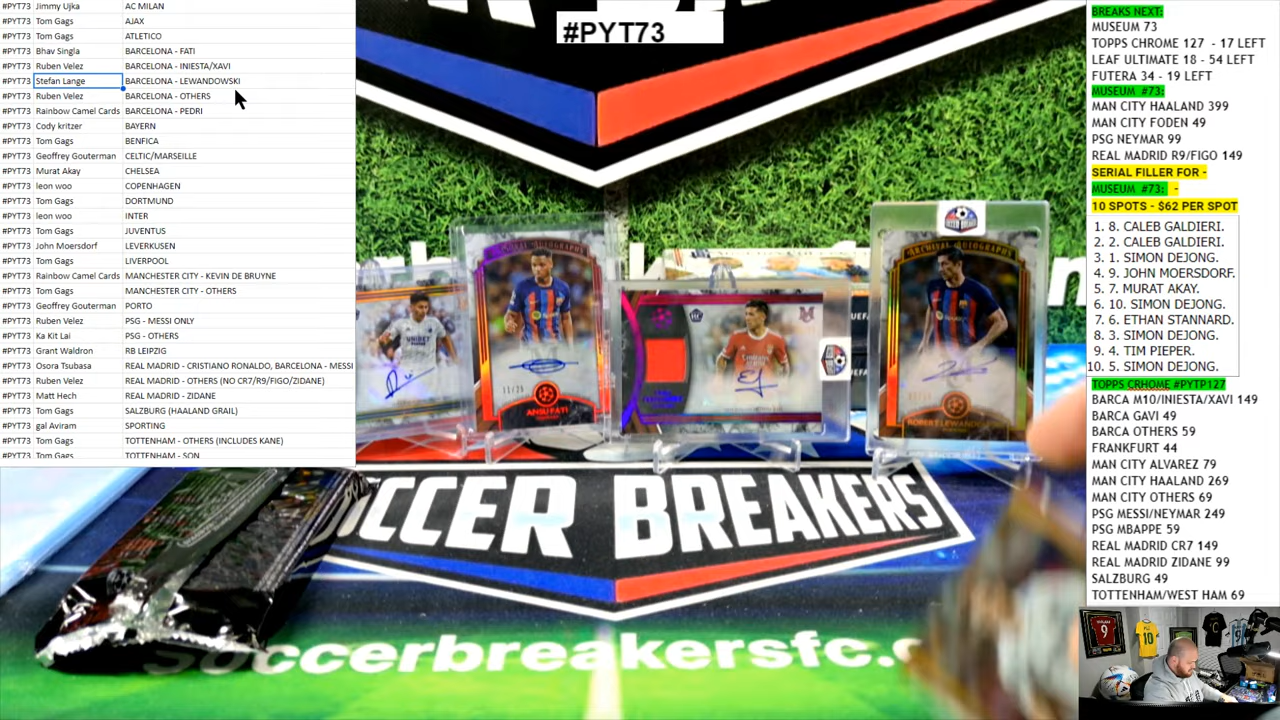 #PYT73 Jimmy Ujka AC MILAN
#PYT73 Tom Gags AJAX
#PYT73 Tom Gags ATLETICO
#PYT73 Bhav Singla BARCELONA - FATI
#PYT73 Ruben Velez BARCELONA - INIESTA/XAVI
#PYT73 Stefan Lange BARCELONA - LEWANDOWSKI
#PYT73 Ruben Velez BARCELONA - OTHERS
#PYT73 Rainbow Camel Cards BARCELONA - PEDRI
#PYT73 Cody kritzer BAYERN
#PYT73 Tom Gags BENFICA
#PYT73 Geoffrey Gouterman CELTIC/MARSEILLE
#PYT73 Murat Akay CHELSEA
#PYT73 leon woo COPENHAGEN
#PYT73 Tom Gags DORTMUND
#PYT73 leon woo INTER
#PYT73 Tom Gags JUVENTUS
#PYT73 John Moersdorf LEVERKUSEN
#PYT73 Tom Gags LIVERPOOL
#PYT73 Rainbow Camel Cards MANCHESTER CITY - KEVIN DE BRUYNE
#PYT73 Tom Gags MANCHESTER CITY - OTHERS
#PYT73 Geoffrey Gouterman PORTO
#PYT73 Ruben Velez PSG - MESSI ONLY
#PYT73 Ka Kit Lai PSG - OTHERS
#PYT73 Grant Waldron RB LEIPZIG
#PYT73 Osora Tsubasa REAL MADRID - CRISTIANO RONALDO, BARCELONA - MESSI
#PYT73 Ruben Velez REAL MADRID - OTHERS (NO CR7/R9/FIGO/ZIDANE)
#PYT73 Matt Hech REAL MADRID - ZIDANE
#PYT73 Tom Gags SALZBURG (HAALAND GRAIL)
#PYT73 gal Aviram SPORTING
#PYT73 Tom Gags TOTTENHAM - OTHERS (INCLUDES KANE)
#PYT73 Tom Gags TOTTENHAM - SON
#PYT73
ARCHIVAL AUTOGRAPHS
11/25
ANSU FATI
SOCCER BREAKERS
Soccerbreakersfc.c
BREAKS NEXT:
MUSEUM 73
TOPPS CHROME 127 - 17 LEFT
LEAF ULTIMATE 18 - 54 LEFT
FUTERA 34 - 19 LEFT
MUSEUM #73:
MAN CITY HAALAND 399
MAN CITY FODEN 49
PSG NEYMAR 99
REAL MADRID R9/FIGO 149
SERIAL FILLER FOR -
MUSEUM #73: -
10 SPOTS - $62 PER SPOT
1. 8. CALEB GALDIERI.
2. 2. CALEB GALDIERI.
3. 1. SIMON DEJONG.
4. 9. JOHN MOERSDORF.
5. 7. MURAT AKAY.
6. 10. SIMON DEJONG.
7. 6. ETHAN STANNARD.
8. 3. SIMON DEJONG.
9. 4. TIM PIEPER.
10. 5. SIMON DEJONG.
TOPPS CRHOME #PYTP127
BARCA M10/INIESTA/XAVI 149
BARCA GAVI 49
BARCA OTHERS 59
FRANKFURT 44
MAN CITY ALVAREZ 79
MAN CITY HAALAND 269
MAN CITY OTHERS 69
PSG MESSI/NEYMAR 249
PSG MBAPPE 59
REAL MADRID CR7 149
REAL MADRID ZIDANE 99
SALZBURG 49
TOTTENHAM/WEST HAM 69